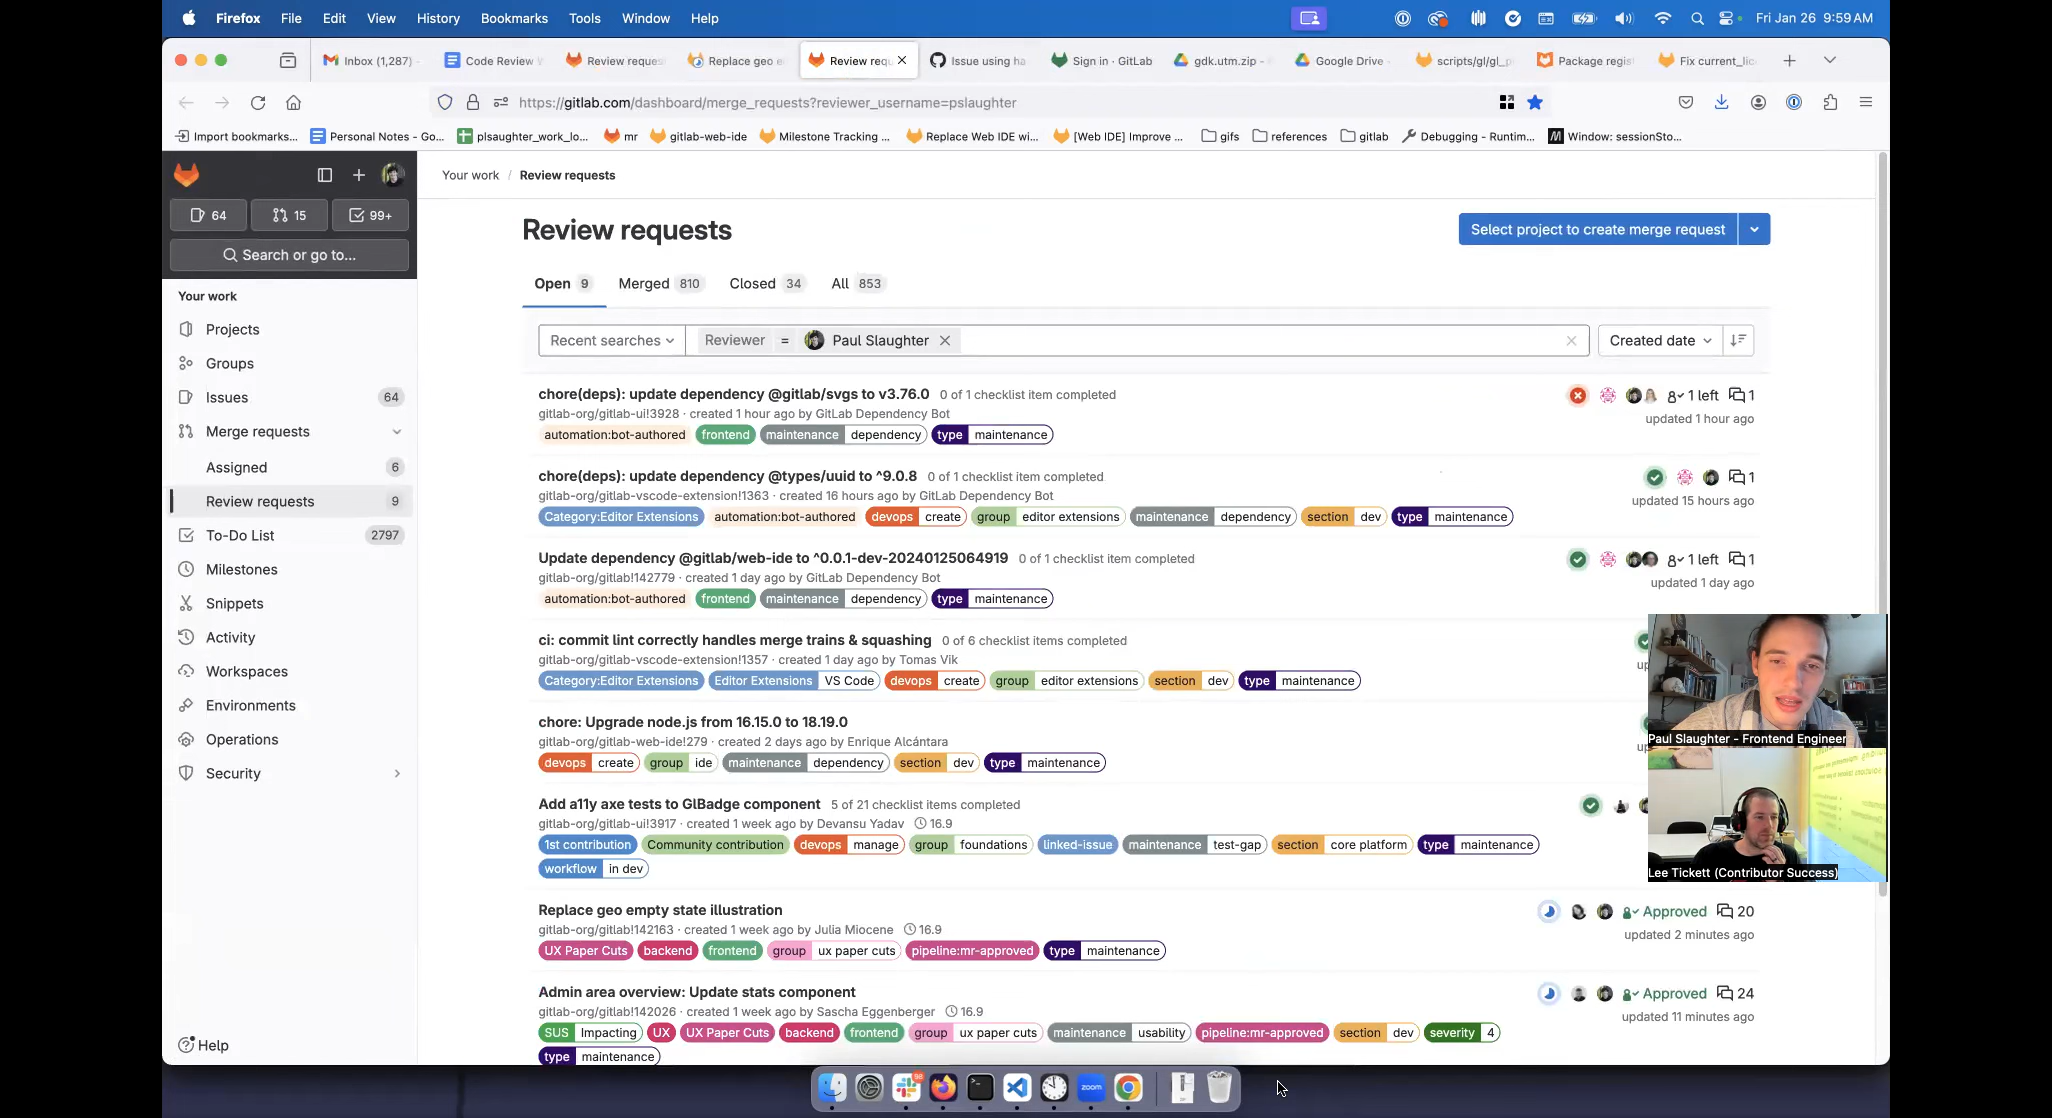 Firefox File Edit View History Bookmarks Tools Window Help Fri Jan 26 9:59 AM
Inbox (1,287) Code Review Review reques Replace geo e Review requ Issue using ha Sign in · GitLab gdk.utm.zip - Google Drive - scripts/gl/gl_p Package regis Fix current_lic
https://gitlab.com/dashboard/merge_requests?reviewer_username=pslaughter
Import bookmarks... Personal Notes - Go... plsaughter_work_lo... mr gitlab-web-ide Milestone Tracking ... Replace Web IDE wi... [Web IDE] Improve ... gifs references gitlab Debugging - Runtim... Window: sessionSto...
Your work / Review requests
64 15 99+
Search or go to...
Your work
Projects
Groups
Issues 64
Merge requests
Assigned 6
Review requests 9
To-Do List 2797
Milestones
Snippets
Activity
Workspaces
Environments
Operations
Security
Help
Review requests
Select project to create merge request
Open 9 Merged 810 Closed 34 All 853
Recent searches Reviewer = Paul Slaughter Created date
chore(deps): update dependency @gitlab/svgs to v3.76.0 0 of 1 checklist item completed 1 left 1
gitlab-org/gitlab-ui!3928 · created 1 hour ago by GitLab Dependency Bot updated 1 hour ago
automation:bot-authored frontend maintenance dependency type maintenance
chore(deps): update dependency @types/uuid to ^9.0.8 0 of 1 checklist item completed 1
gitlab-org/gitlab-vscode-extension!1363 · created 16 hours ago by GitLab Dependency Bot updated 15 hours ago
Category:Editor Extensions automation:bot-authored devops create group editor extensions maintenance dependency section dev type maintenance
Update dependency @gitlab/web-ide to ^0.0.1-dev-20240125064919 0 of 1 checklist item completed 1 left 1
gitlab-org/gitlab!142779 · created 1 day ago by GitLab Dependency Bot updated 1 day ago
automation:bot-authored frontend maintenance dependency type maintenance
ci: commit lint correctly handles merge trains & squashing 0 of 6 checklist items completed
gitlab-org/gitlab-vscode-extension!1357 · created 1 day ago by Tomas Vik up
Category:Editor Extensions Editor Extensions VS Code devops create group editor extensions section dev type maintenance
chore: Upgrade node.js from 16.15.0 to 18.19.0
gitlab-org/gitlab-web-ide!279 · created 2 days ago by Enrique Alcántara up
devops create group ide maintenance dependency section dev type maintenance
Paul Slaughter - Frontend Engineer
Add a11y axe tests to GlBadge component 5 of 21 checklist items completed
gitlab-org/gitlab-ui!3917 · created 1 week ago by Devansu Yadav 16.9
1st contribution Community contribution devops manage group foundations linked-issue maintenance test-gap section core platform type maintenance
workflow in dev
Lee Tickett (Contributor Success)
Replace geo empty state illustration Approved 20
gitlab-org/gitlab!142163 · created 1 week ago by Julia Miocene 16.9 updated 2 minutes ago
UX Paper Cuts backend frontend group ux paper cuts pipeline:mr-approved type maintenance
Admin area overview: Update stats component Approved 24
gitlab-org/gitlab!142026 · created 1 week ago by Sascha Eggenberger 16.9 updated 11 minutes ago
SUS Impacting UX UX Paper Cuts backend frontend group ux paper cuts maintenance usability pipeline:mr-approved section dev severity 4
type maintenance
zoom